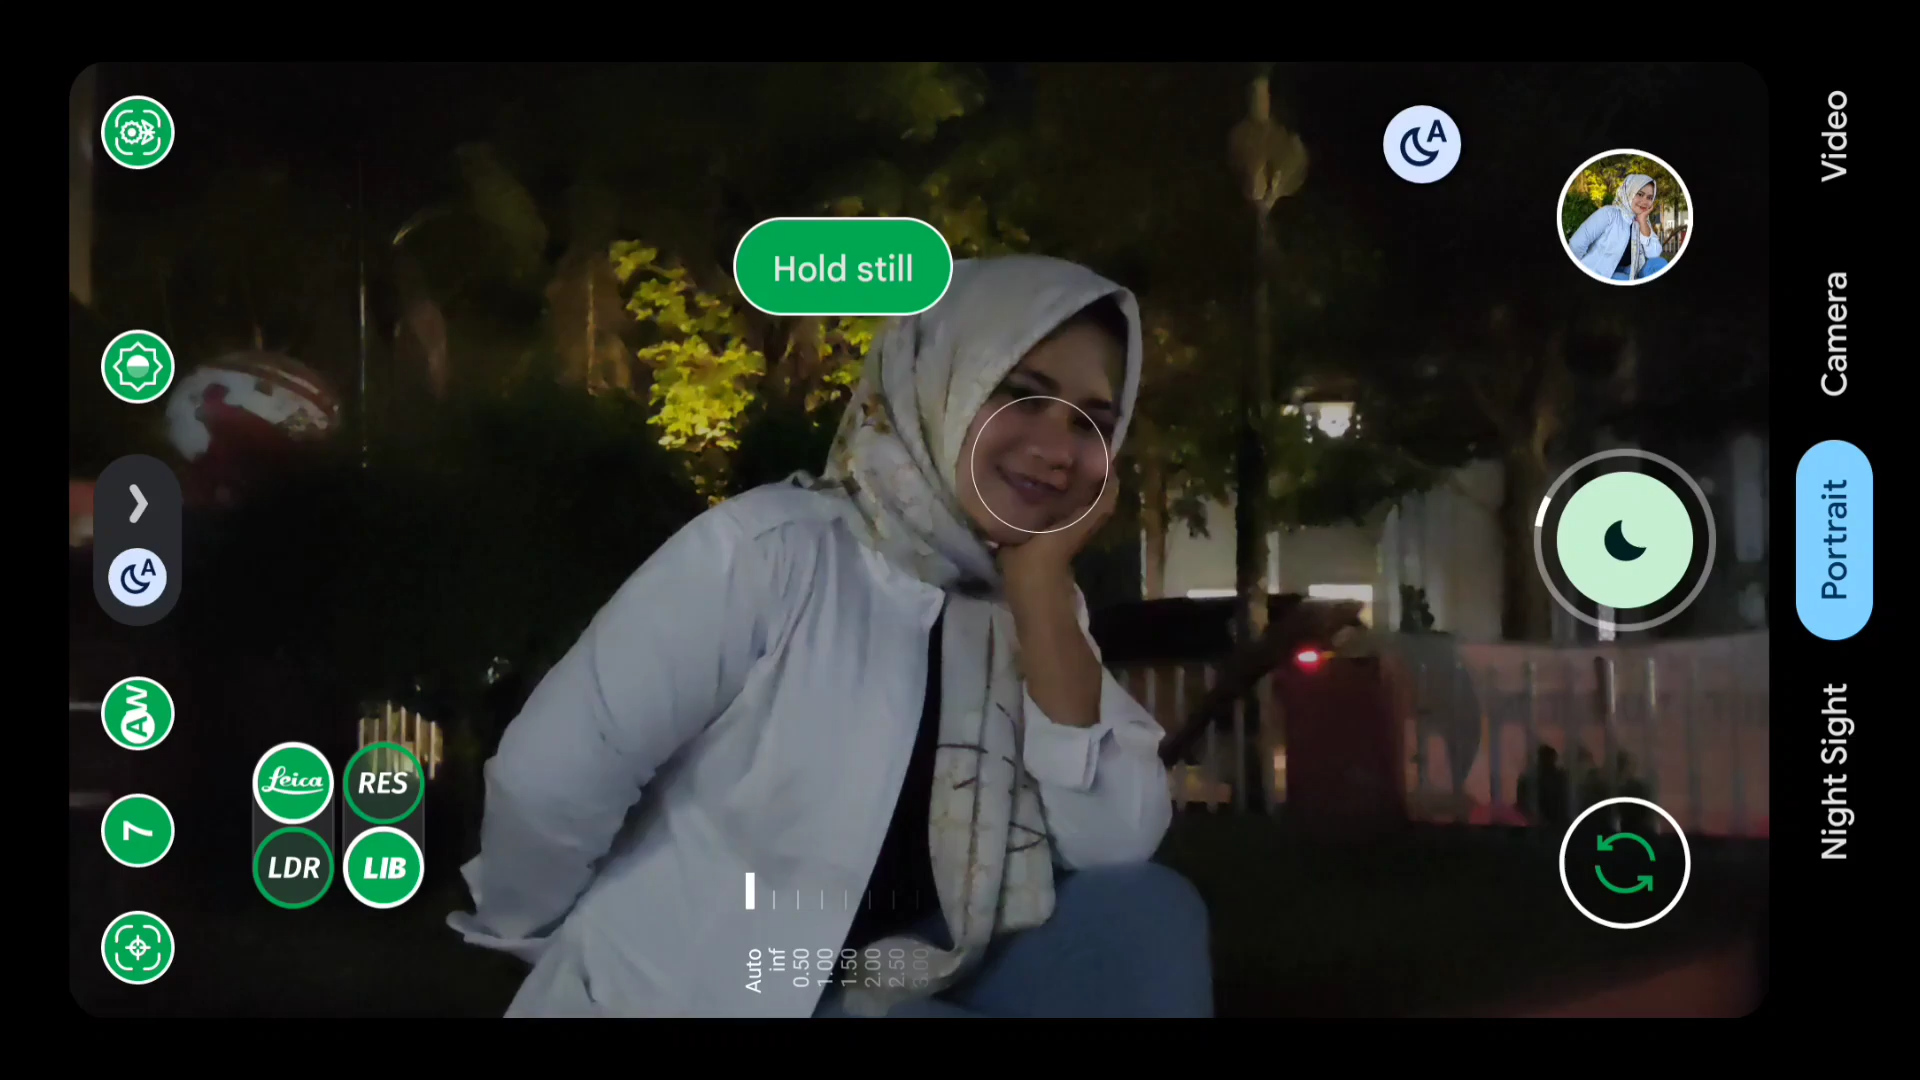 Hold still
A
Video
Camera
Portrait
Night Sight
A
AW
7
Leica
RES
LDR
LIB
Auto
inf
0.50
1.00
1.50
2.00
2.50
3.00